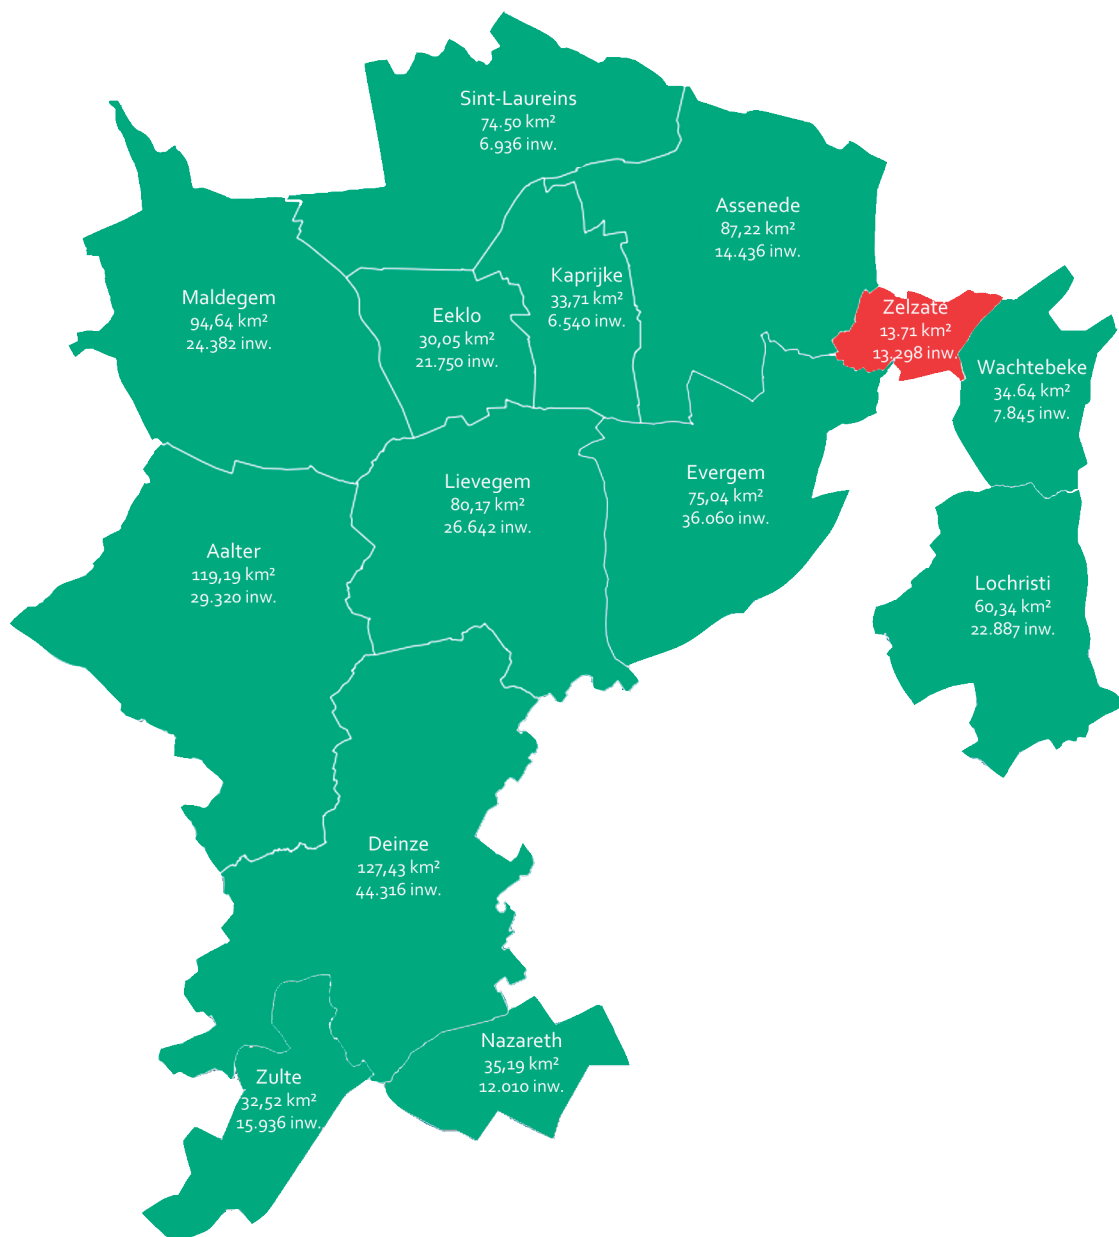 Sint-Laureins
74.50 km²
6.936 inw.
Assenede
87,22 km²
14.436 inw.
Kaprijke
33,71 km²
6.540 inw.
Maldegem
94,64 km²
24.382 inw.
Eeklo
30,05 km²
21.750 inw.
Zelzate
13.71 km²
13.298 inw.
Wachtebeke
34.64 km²
7.845 inw.
Lievegem
80,17 km²
26.642 inw.
Evergem
75,04 km²
36.060 inw.
Aalter
119,19 km²
29.320 inw.
Lochristi
60,34 km²
22.887 inw.
Deinze
127,43 km²
44.316 inw.
Nazareth
35,19 km²
12.010 inw.
Zulte
32,52 km²
15.936 inw.